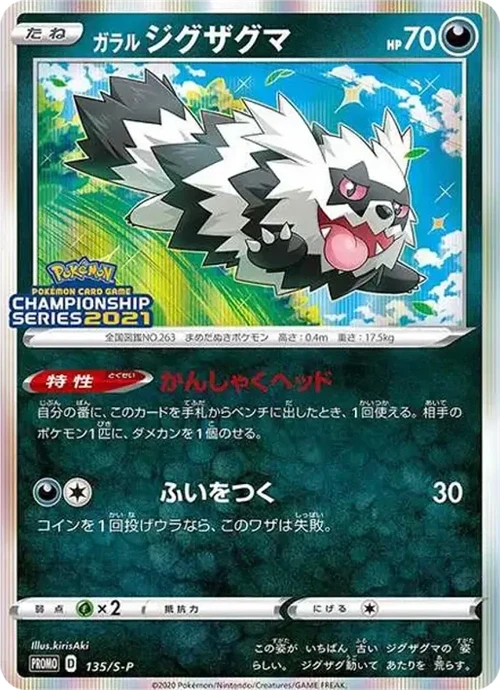 たね ガラル ジグザグマ HP70
Pokémon
POKÉMON CARD GAME
CHAMPIONSHIP
SERIES 2021
全国図鑑NO.263 まめだぬきポケモン 高さ:0.4m 重さ:17.5kg
特性 とくせい かんしゃくヘッド
自分の番に、このカードを手札からベンチに出したとき、1回使える。相手の
ポケモン1匹に、ダメカンを1個のせる。
ふいをつく 30
コインを1回投げウラなら、このワザは失敗。
弱点 ×2 抵抗力 にげる
Illus.kirisAki
PROMO D 135/S-P
この姿が いちばん 古い ジグザグマの 姿
らしい。 ジグザグに 動いて あたりを 荒らす。
©2020 Pokémon/Nintendo/Creatures/GAME FREAK.